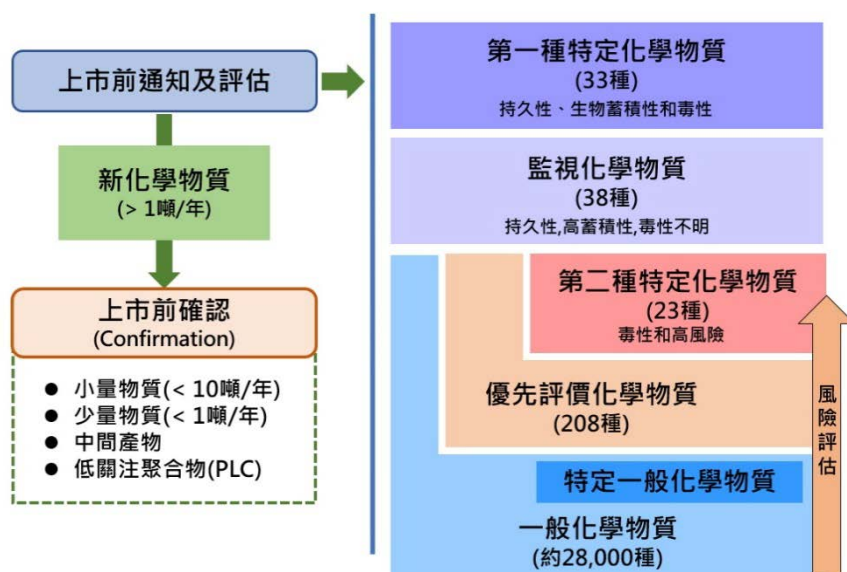 上市前通知及評估
新化學物質
(> 1噸/年)
上市前確認
(Confirmation)
● 小量物質(< 10噸/年)
● 少量物質(< 1噸/年)
● 中間產物
● 低關注聚合物(PLC)
第一種特定化學物質
(33種)
持久性、生物蓄積性和毒性
監視化學物質
(38種)
持久性,高蓄積性,毒性不明
第二種特定化學物質
(23種)
毒性和高風險
優先評價化學物質
(208種)
特定一般化學物質
一般化學物質
(約28,000種)
風險評估